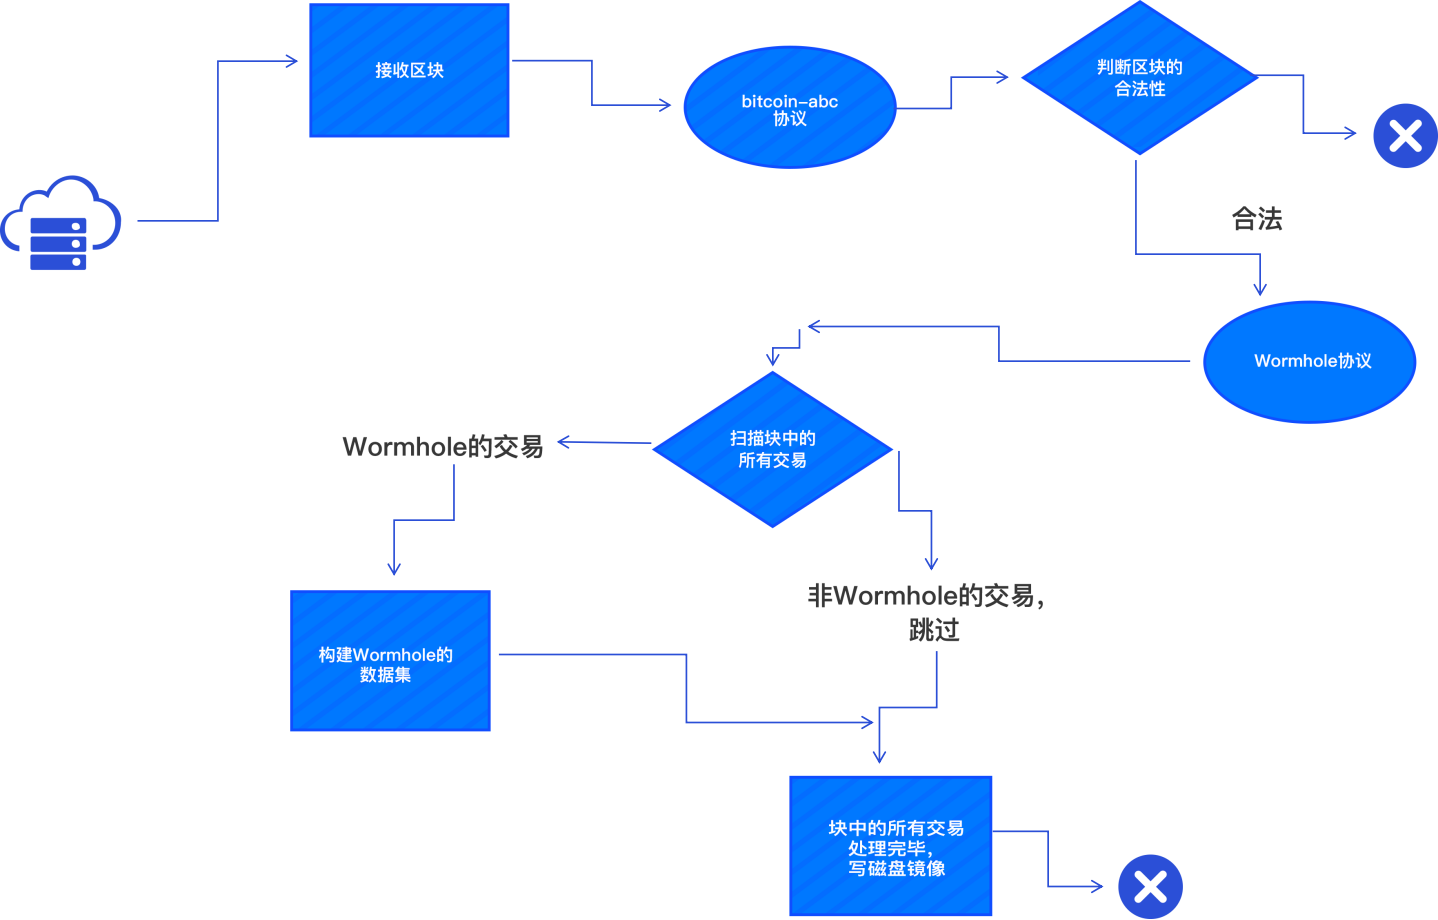 接收区块
bitcoin-abc
协议
判断区块的
合法性
合法
Wormhole协议
扫描块中的
所有交易
Wormhole的交易
非Wormhole的交易，
跳过
构建Wormhole的
数据集
块中的所有交易
处理完毕，
写磁盘镜像